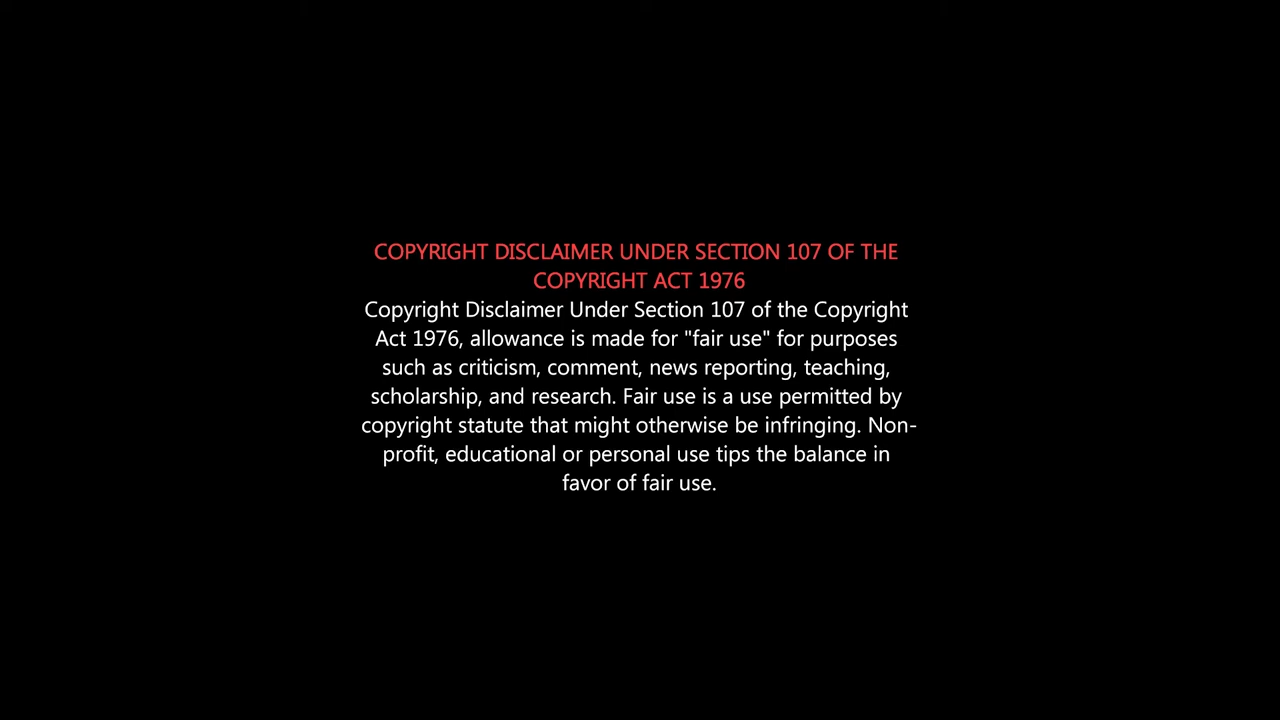 COPYRIGHT DISCLAIMER UNDER SECTION 107 OF THE
COPYRIGHT ACT 1976
Copyright Disclaimer Under Section 107 of the Copyright
Act 1976, allowance is made for "fair use" for purposes
such as criticism, comment, news reporting, teaching,
scholarship, and research. Fair use is a use permitted by
copyright statute that might otherwise be infringing. Non-
profit, educational or personal use tips the balance in
favor of fair use.